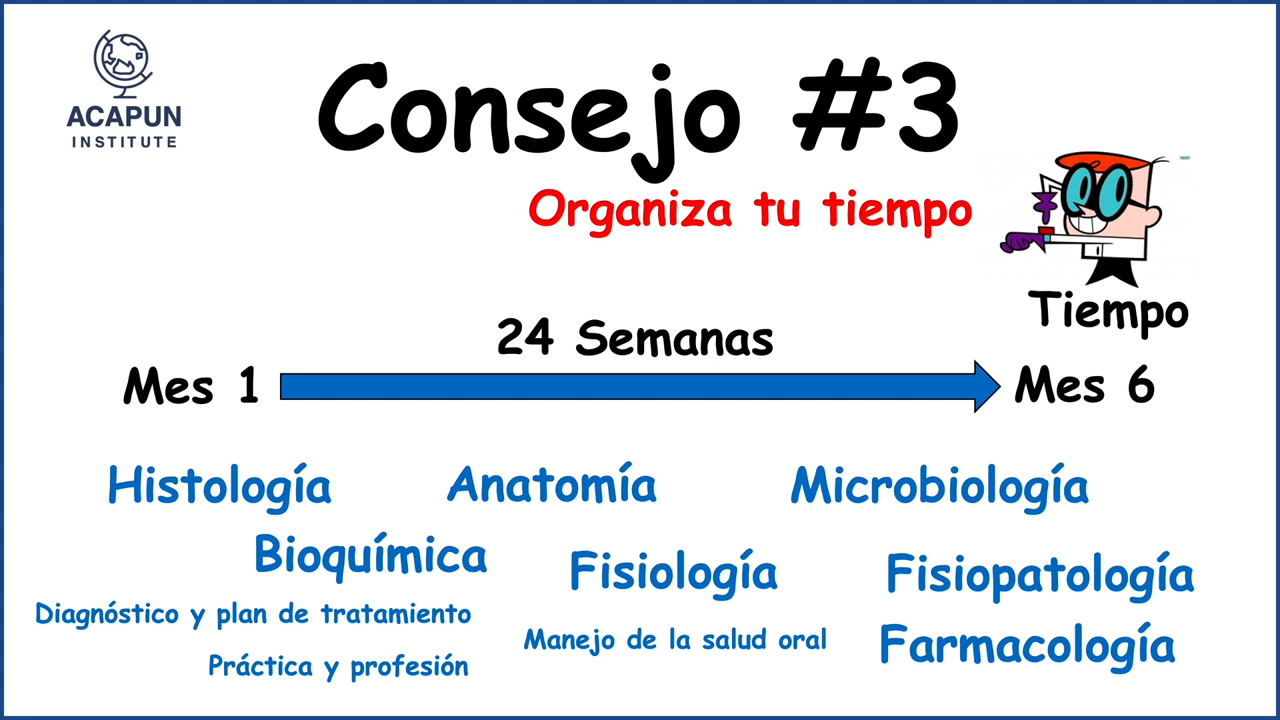 ACAPUN
INSTITUTE
Consejo #3
Organiza tu tiempo
Tiempo
24 Semanas
Mes 1
Mes 6
Histología
Anatomía
Microbiología
Bioquímica
Fisiología
Fisiopatología
Diagnóstico y plan de tratamiento
Manejo de la salud oral
Farmacología
Práctica y profesión